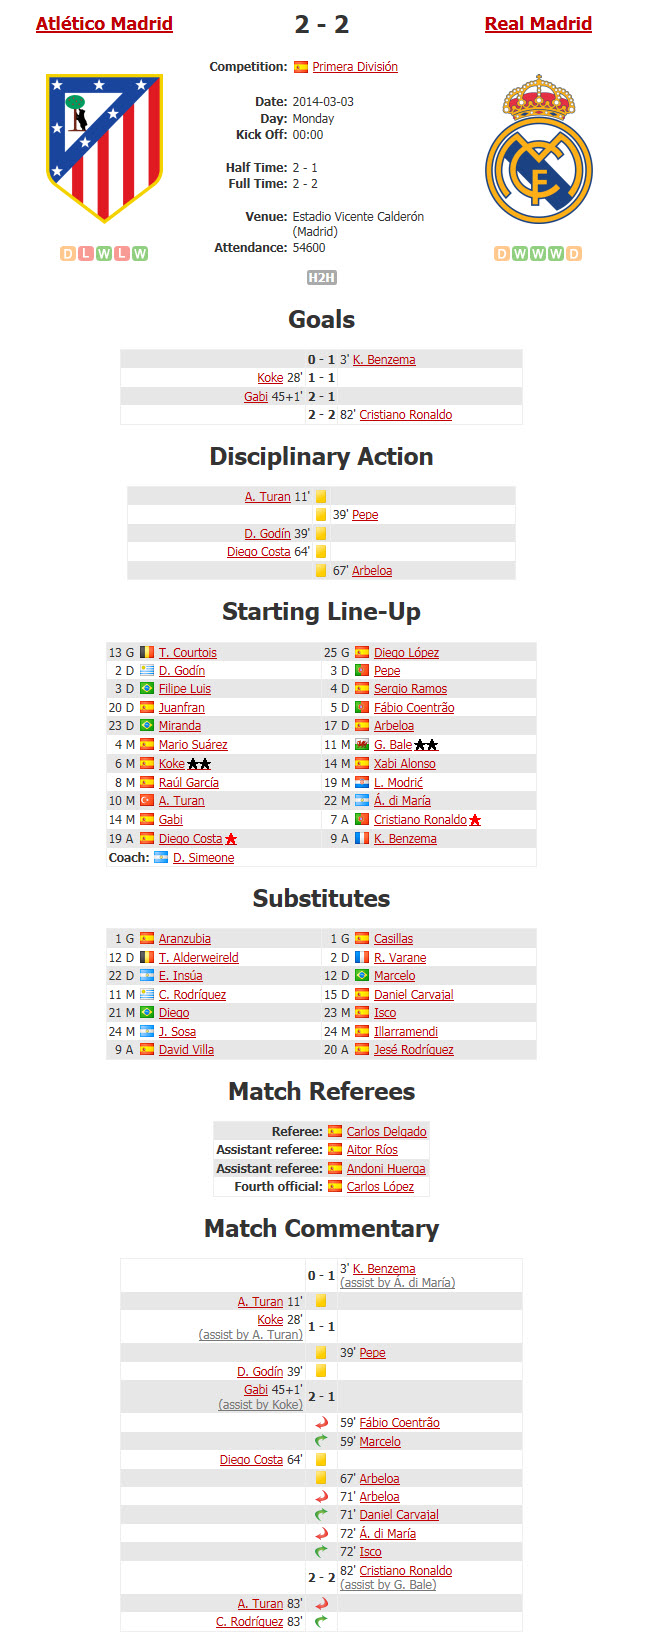 Atlético Madrid 2 - 2 Real Madrid
Competition: Primera División
Date: 2014-03-03
Day: Monday
Kick Off: 00:00
Half Time: 2 - 1
Full Time: 2 - 2
Venue: Estadio Vicente Calderón
(Madrid)
Attendance: 54600
D L W L W D W W W D
H2H
Goals
0 - 1 3' K. Benzema
Koke 28' 1 - 1
Gabi 45+1' 2 - 1
2 - 2 82' Cristiano Ronaldo
Disciplinary Action
A. Turan 11'
39' Pepe
D. Godín 39'
Diego Costa 64'
67' Arbeloa
Starting Line-Up
13 G T. Courtois 25 G Diego López
2 D D. Godín 3 D Pepe
3 D Filipe Luis 4 D Sergio Ramos
20 D Juanfran 5 D Fábio Coentrão
23 D Miranda 17 D Arbeloa
4 M Mario Suárez 11 M G. Bale
6 M Koke 14 M Xabi Alonso
8 M Raúl García 19 M L. Modrić
10 M A. Turan 22 M Á. di María
14 M Gabi 7 A Cristiano Ronaldo
19 A Diego Costa 9 A K. Benzema
Coach: D. Simeone
Substitutes
1 G Aranzubia 1 G Casillas
12 D T. Alderweireld 2 D R. Varane
22 D E. Insúa 12 D Marcelo
11 M C. Rodríguez 15 D Daniel Carvajal
21 M Diego 23 M Isco
24 M J. Sosa 24 M Illarramendi
9 A David Villa 20 A Jesé Rodríguez
Match Referees
Referee: Carlos Delgado
Assistant referee: Aitor Ríos
Assistant referee: Andoni Huerga
Fourth official: Carlos López
Match Commentary
0 - 1 3' K. Benzema
(assist by Á. di María)
A. Turan 11'
Koke 28' 1 - 1
(assist by A. Turan)
39' Pepe
D. Godín 39'
Gabi 45+1' 2 - 1
(assist by Koke)
59' Fábio Coentrão
59' Marcelo
Diego Costa 64'
67' Arbeloa
71' Arbeloa
71' Daniel Carvajal
72' Á. di María
72' Isco
2 - 2 82' Cristiano Ronaldo
(assist by G. Bale)
A. Turan 83'
C. Rodríguez 83'